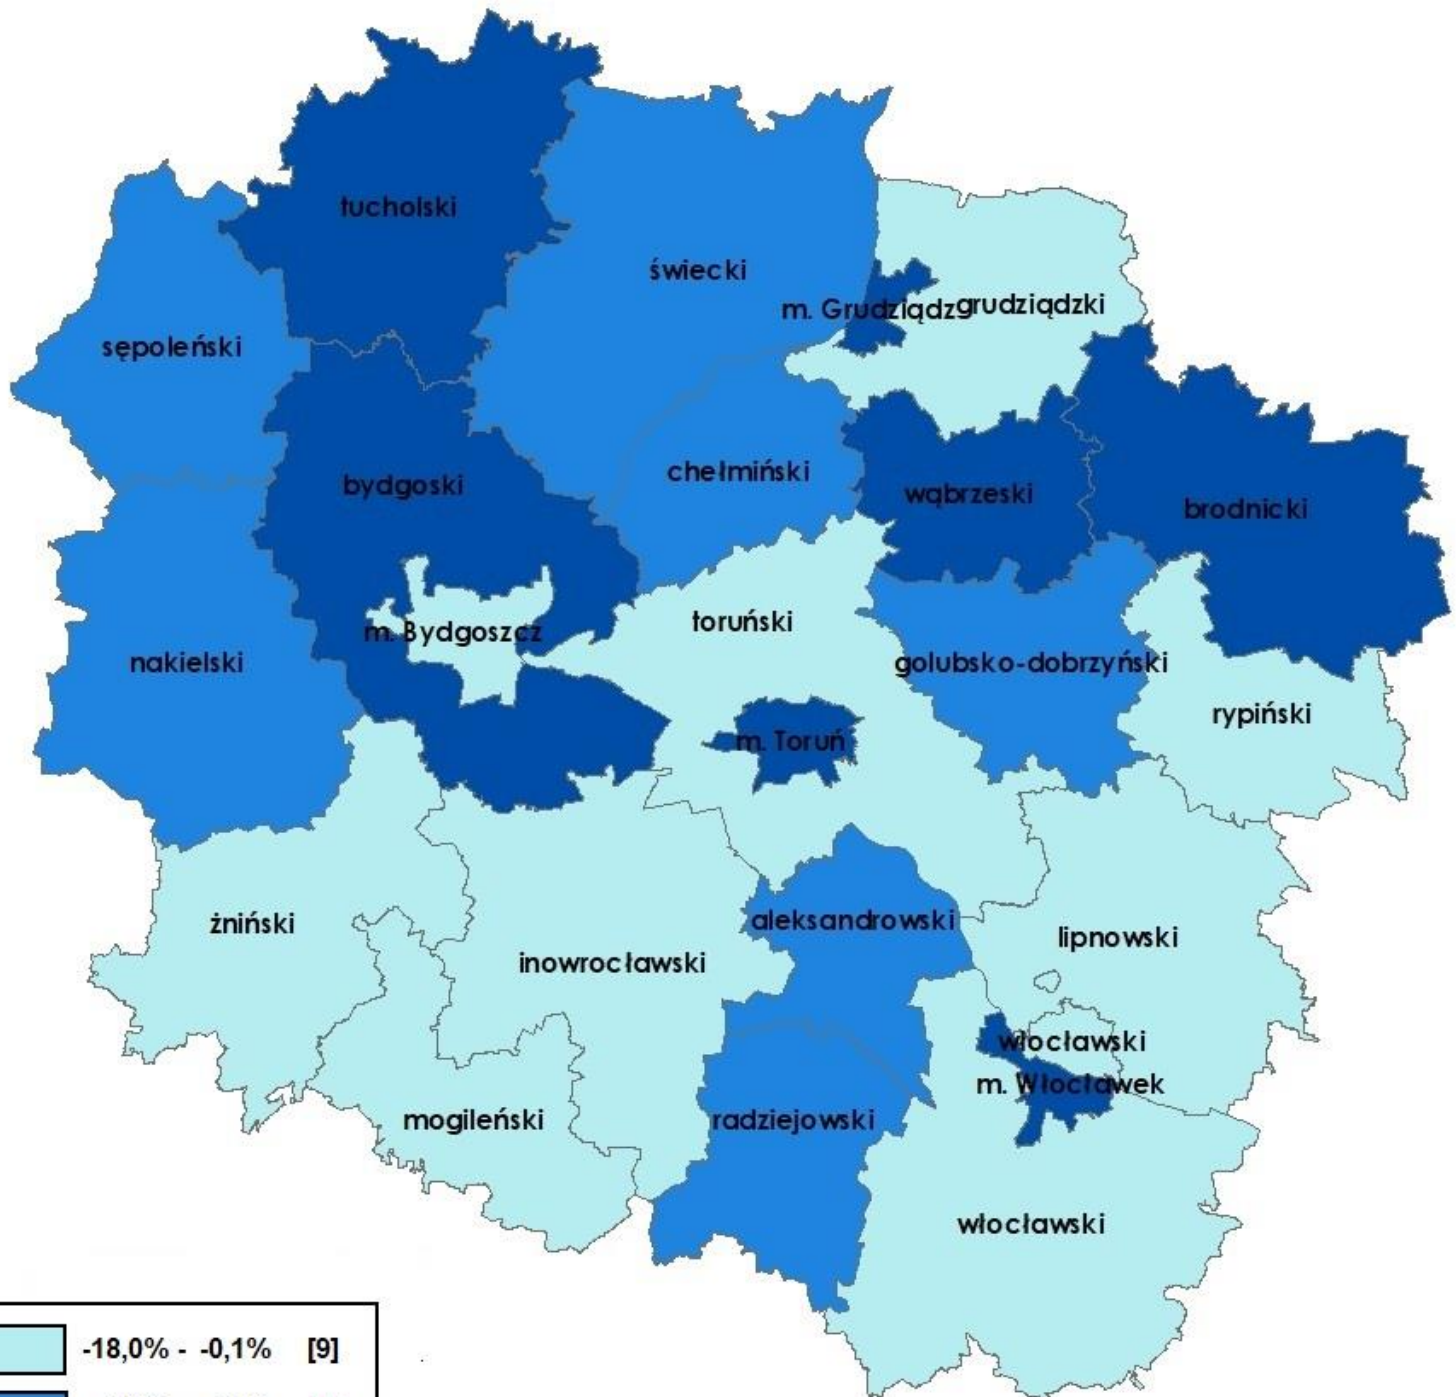 tucholski
świecki
m. Grudziądz
grudziądzki
sępoleński
chełmiński
bydgoski
wąbrzeski
brodnicki
m. Bydgoszcz
toruński
nakielski
golubsko-dobrzyński
rypiński
m. Toruń
żniński
aleksandrowski
lipnowski
inowrocławski
włocławski
m. Włocławek
mogileński
radziejowski
włocławski
-18,0% - -0,1% [9]